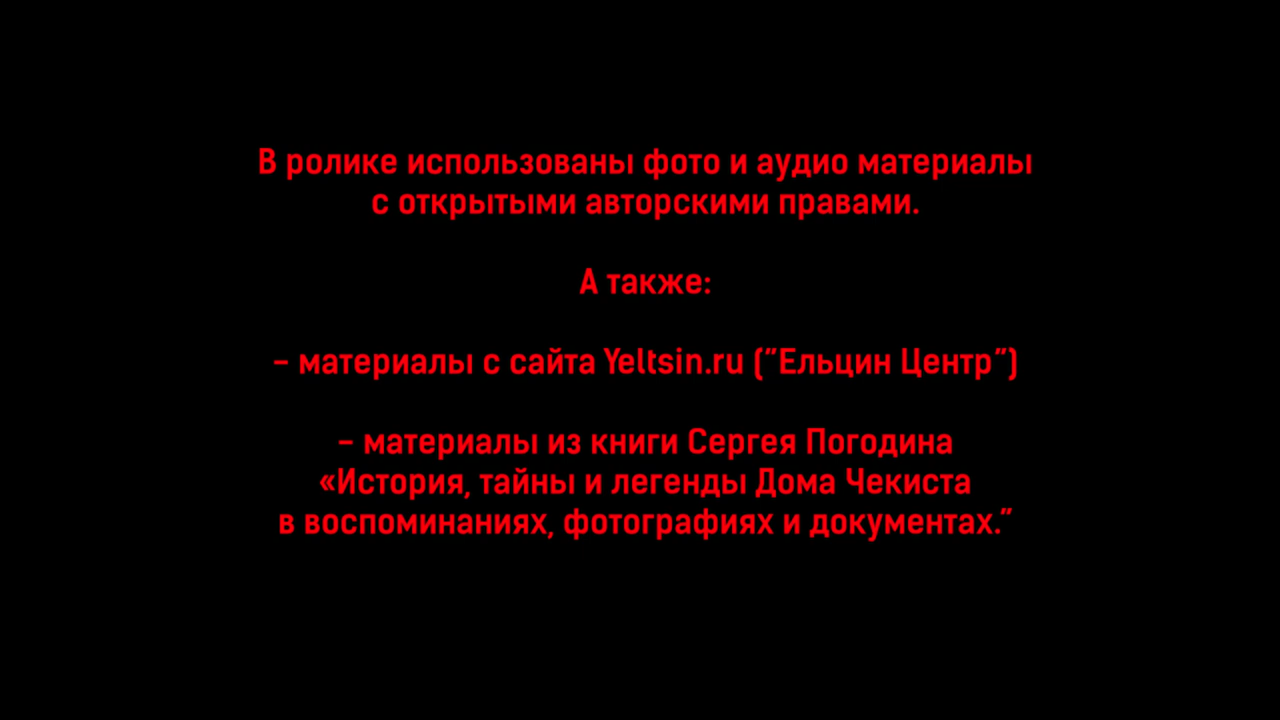 В ролике использованы фото и аудио материалы
с открытыми авторскими правами.
А также:
– материалы с сайта Yeltsin.ru ("Ельцин Центр")
– материалы из книги Сергея Погодина
«История, тайны и легенды Дома Чекиста
в воспоминаниях, фотографиях и документах."